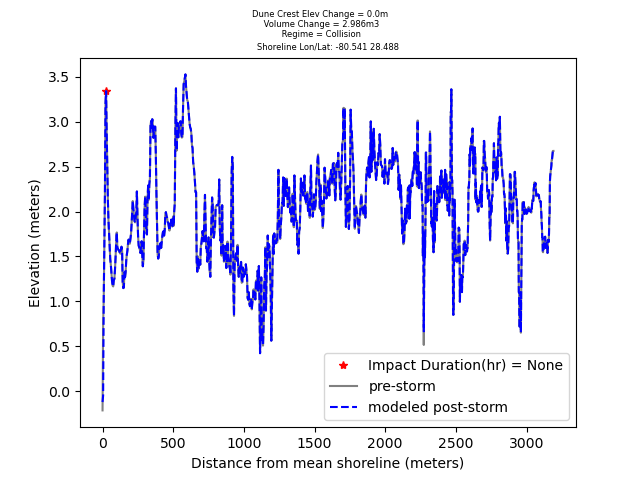 Dune Crest Elev Change = 0.0m
Volume Change = 2.986m3
Regime = Collision
Shoreline Lon/Lat: -80.541 28.488
3.5
3.0
2.5
2.0
1.5
1.0
0.5
0.0
Elevation (meters)
Impact Duration(hr) = None
pre-storm
modeled post-storm
0 500 1000 1500 2000 2500 3000
Distance from mean shoreline (meters)